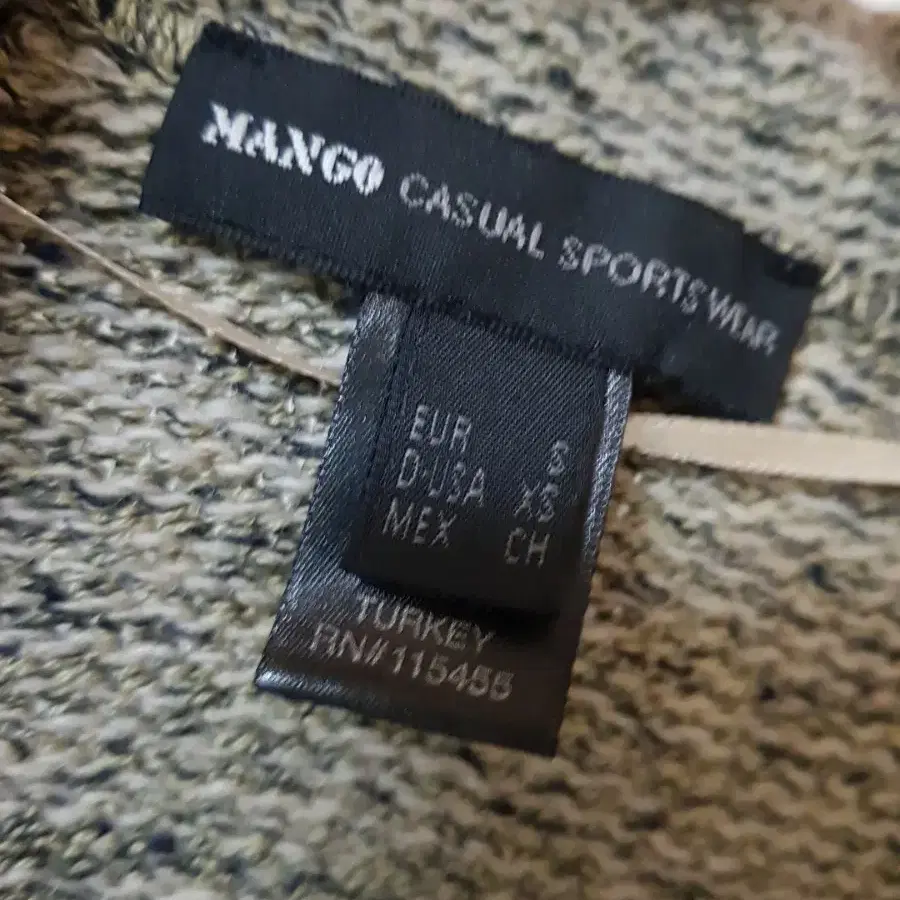 MANGO CASUAL SPORTSWEAR
EUR S
D-USA XS
MEX CH
TURKEY
RN# 115455